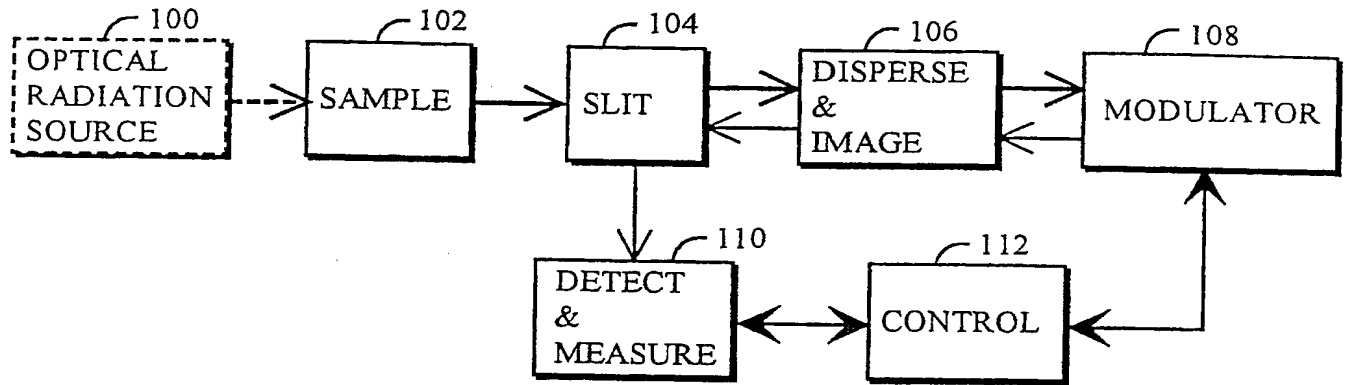 100
OPTICAL
RADIATION
SOURCE
102
SAMPLE
104
SLIT
106
DISPERSE
&
IMAGE
108
MODULATOR
110
DETECT
&
MEASURE
112
CONTROL